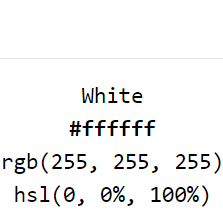 White
#ffffff
rgb(255, 255, 255)
hsl(0, 0%, 100%)